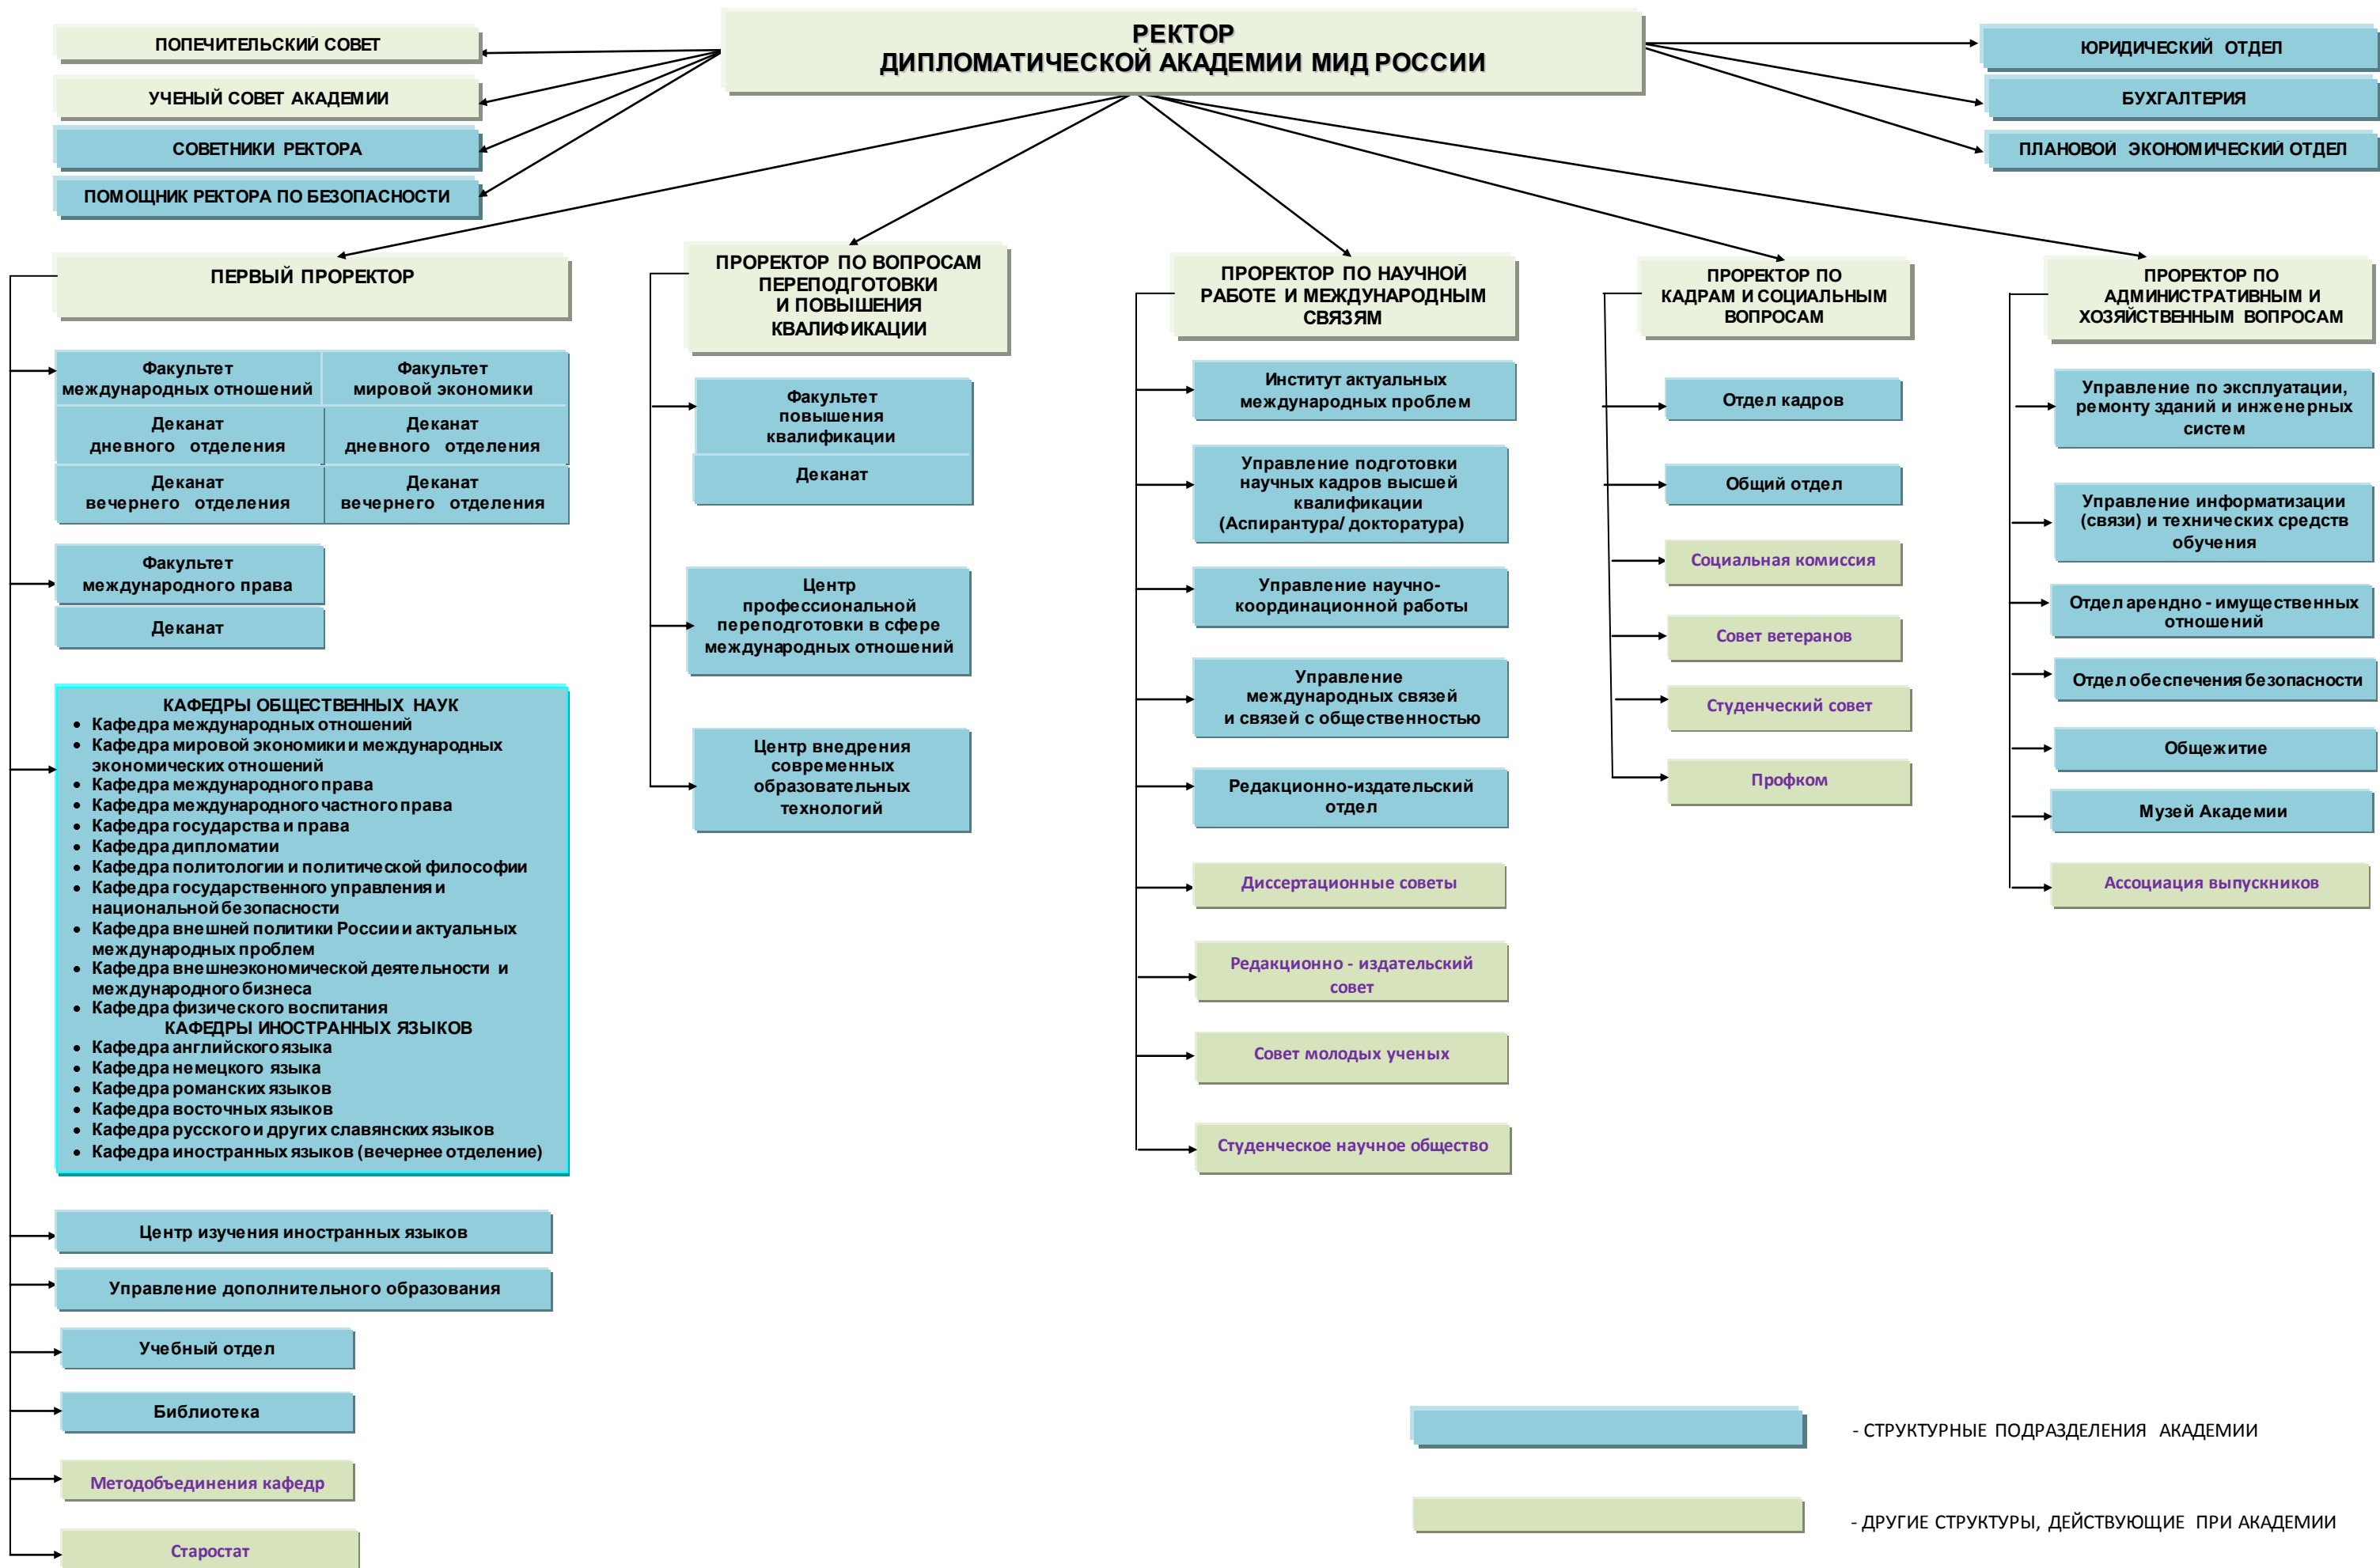 РЕКТОР
ДИПЛОМАТИЧЕСКОЙ АКАДЕМИИ МИД РОССИИ
ПОПЕЧИТЕЛЬСКИЙ СОВЕТ
УЧЕНЫЙ СОВЕТ АКАДЕМИИ
СОВЕТНИКИ РЕКТОРА
ПОМОЩНИК РЕКТОРА ПО БЕЗОПАСНОСТИ
ЮРИДИЧЕСКИЙ ОТДЕЛ
БУХГАЛТЕРИЯ
ПЛАНОВОЙ ЭКОНОМИЧЕСКИЙ ОТДЕЛ
ПЕРВЫЙ ПРОРЕКТОР
Факультет
международных отношений
Факультет
мировой экономики
Деканат
дневного отделения
Деканат
дневного отделения
Деканат
вечернего отделения
Деканат
вечернего отделения
Факультет
международного права
Деканат
КАФЕДРЫ ОБЩЕСТВЕННЫХ НАУК
• Кафедра международных отношений
• Кафедра мировой экономики и международных
экономических отношений
• Кафедра международного права
• Кафедра международного частного права
• Кафедра государства и права
• Кафедра дипломатии
• Кафедра политологии и политической философии
• Кафедра государственного управления и
национальной безопасности
• Кафедра внешней политики России и актуальных
международных проблем
• Кафедра внешнеэкономической деятельности и
международного бизнеса
• Кафедра физического воспитания
КАФЕДРЫ ИНОСТРАННЫХ ЯЗЫКОВ
• Кафедра английского языка
• Кафедра немецкого языка
• Кафедра романских языков
• Кафедра восточных языков
• Кафедра русского и других славянских языков
• Кафедра иностранных языков (вечернее отделение)
Центр изучения иностранных языков
Управление дополнительного образования
Учебный отдел
Библиотека
Методобъединения кафедр
Старостат
ПРОРЕКТОР ПО ВОПРОСАМ
ПЕРЕПОДГОТОВКИ
И ПОВЫШЕНИЯ
КВАЛИФИКАЦИИ
Факультет
повышения
квалификации
Деканат
Центр
профессиональной
переподготовки в сфере
международных отношений
Центр внедрения
современных
образовательных
технологий
ПРОРЕКТОР ПО НАУЧНОЙ
РАБОТЕ И МЕЖДУНАРОДНЫМ
СВЯЗЯМ
Институт актуальных
международных проблем
Управление подготовки
научных кадров высшей
квалификации
(Аспирантура/ докторатура)
Управление научно-
координационной работы
Управление
международных связей
и связей с общественностью
Редакционно-издательский
отдел
Диссертационные советы
Редакционно - издательский
совет
Совет молодых ученых
Студенческое научное общество
ПРОРЕКТОР ПО
КАДРАМ И СОЦИАЛЬНЫМ
ВОПРОСАМ
Отдел кадров
Общий отдел
Социальная комиссия
Совет ветеранов
Студенческий совет
Профком
ПРОРЕКТОР ПО
АДМИНИСТРАТИВНЫМ И
ХОЗЯЙСТВЕННЫМ ВОПРОСАМ
Управление по эксплуатации,
ремонту зданий и инженерных
систем
Управление информатизации
(связи) и технических средств
обучения
Отдел арендно - имущественных
отношений
Отдел обеспечения безопасности
Общежитие
Музей Академии
Ассоциация выпускников
- СТРУКТУРНЫЕ ПОДРАЗДЕЛЕНИЯ АКАДЕМИИ
- ДРУГИЕ СТРУКТУРЫ, ДЕЙСТВУЮЩИЕ ПРИ АКАДЕМИИ